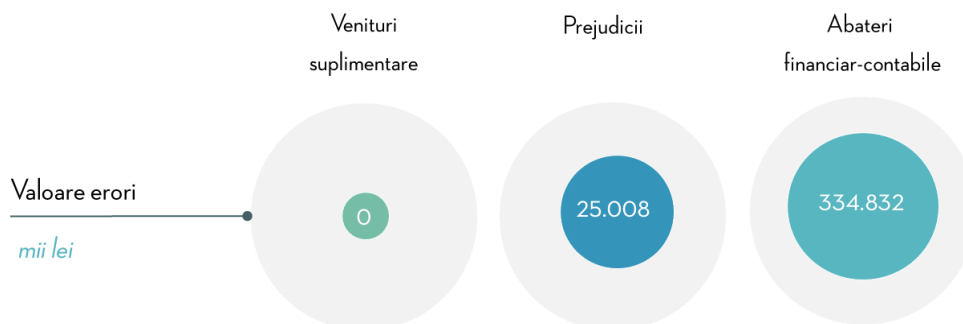 Venituri
suplimentare
Prejudicii
Abateri
financiar-contabile
Valoare erori
mii lei
0
25.008
334.832